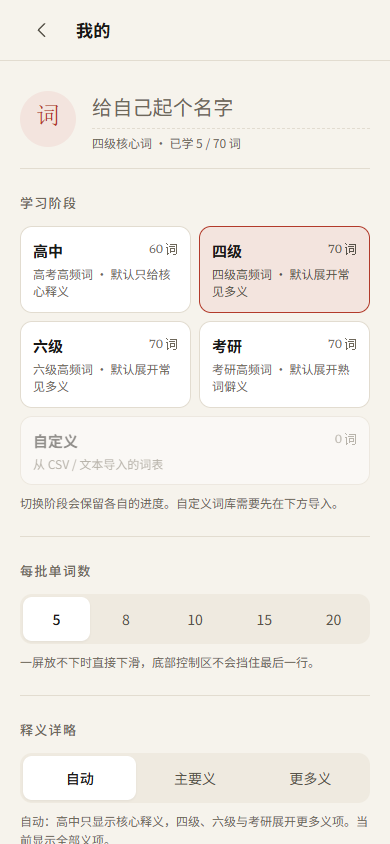 我的
词
给自己起个名字
四级核心词 · 已学 5 / 70 词
学习阶段
高中 60 词
高考高频词 · 默认只给核
心释义
四级 70 词
四级高频词 · 默认展开常
见多义
六级 70 词
六级高频词 · 默认展开常
见多义
考研 70 词
考研高频词 · 默认展开熟
词僻义
自定义 0 词
从 CSV / 文本导入的词表
切换阶段会保留各自的进度。自定义词库需要先在下方导入。
每批单词数
5 8 10 15 20
一屏放不下时直接下滑，底部控制区不会挡住最后一行。
释义详略
自动 主要义 更多义
自动：高中只显示核心释义，四级、六级与考研展开更多义项。当
前显示全部义项。